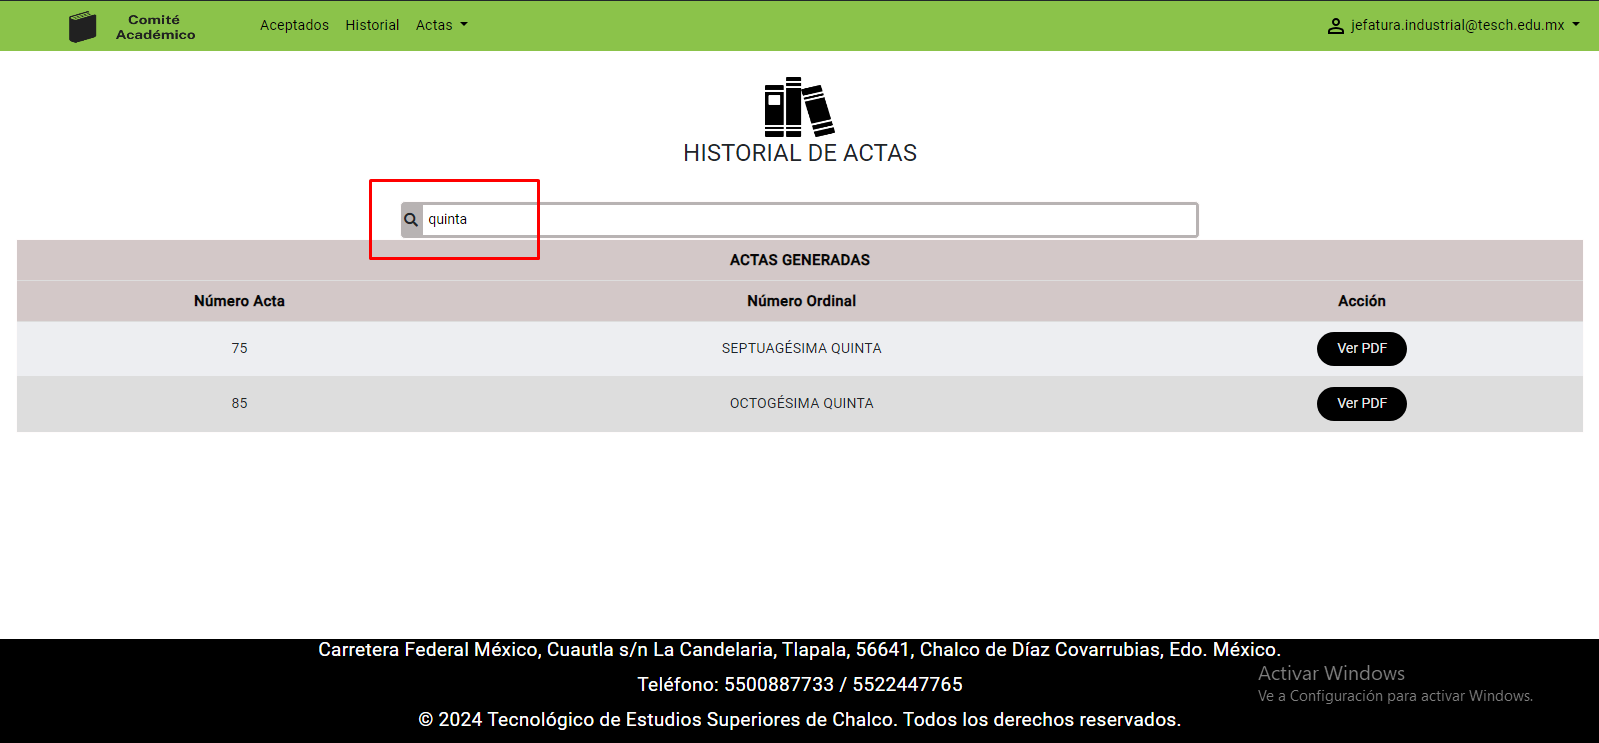 Comité
Académico
Aceptados Historial Actas
jefatura.industrial@tesch.edu.mx
HISTORIAL DE ACTAS
quinta
ACTAS GENERADAS
Número Acta Número Ordinal Acción
75 SEPTUAGÉSIMA QUINTA Ver PDF
85 OCTOGÉSIMA QUINTA Ver PDF
Carretera Federal México, Cuautla s/n La Candelaria, Tlapala, 56641, Chalco de Díaz Covarrubias, Edo. México.
Teléfono: 5500887733 / 5522447765
© 2024 Tecnológico de Estudios Superiores de Chalco. Todos los derechos reservados.
Activar Windows
Ve a Configuración para activar Windows.